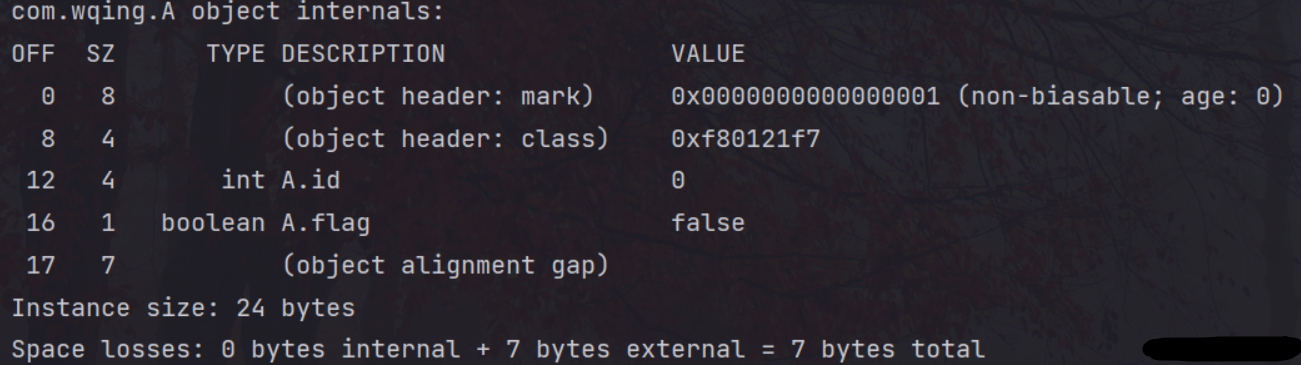 com.wqing.A object internals:
OFF  SZ      TYPE DESCRIPTION               VALUE
  0   8           (object header: mark)     0x0000000000000001 (non-biasable; age: 0)
  8   4           (object header: class)    0xf80121f7
 12   4       int A.id                      0
 16   1   boolean A.flag                    false
 17   7           (object alignment gap)
Instance size: 24 bytes
Space losses: 0 bytes internal + 7 bytes external = 7 bytes total